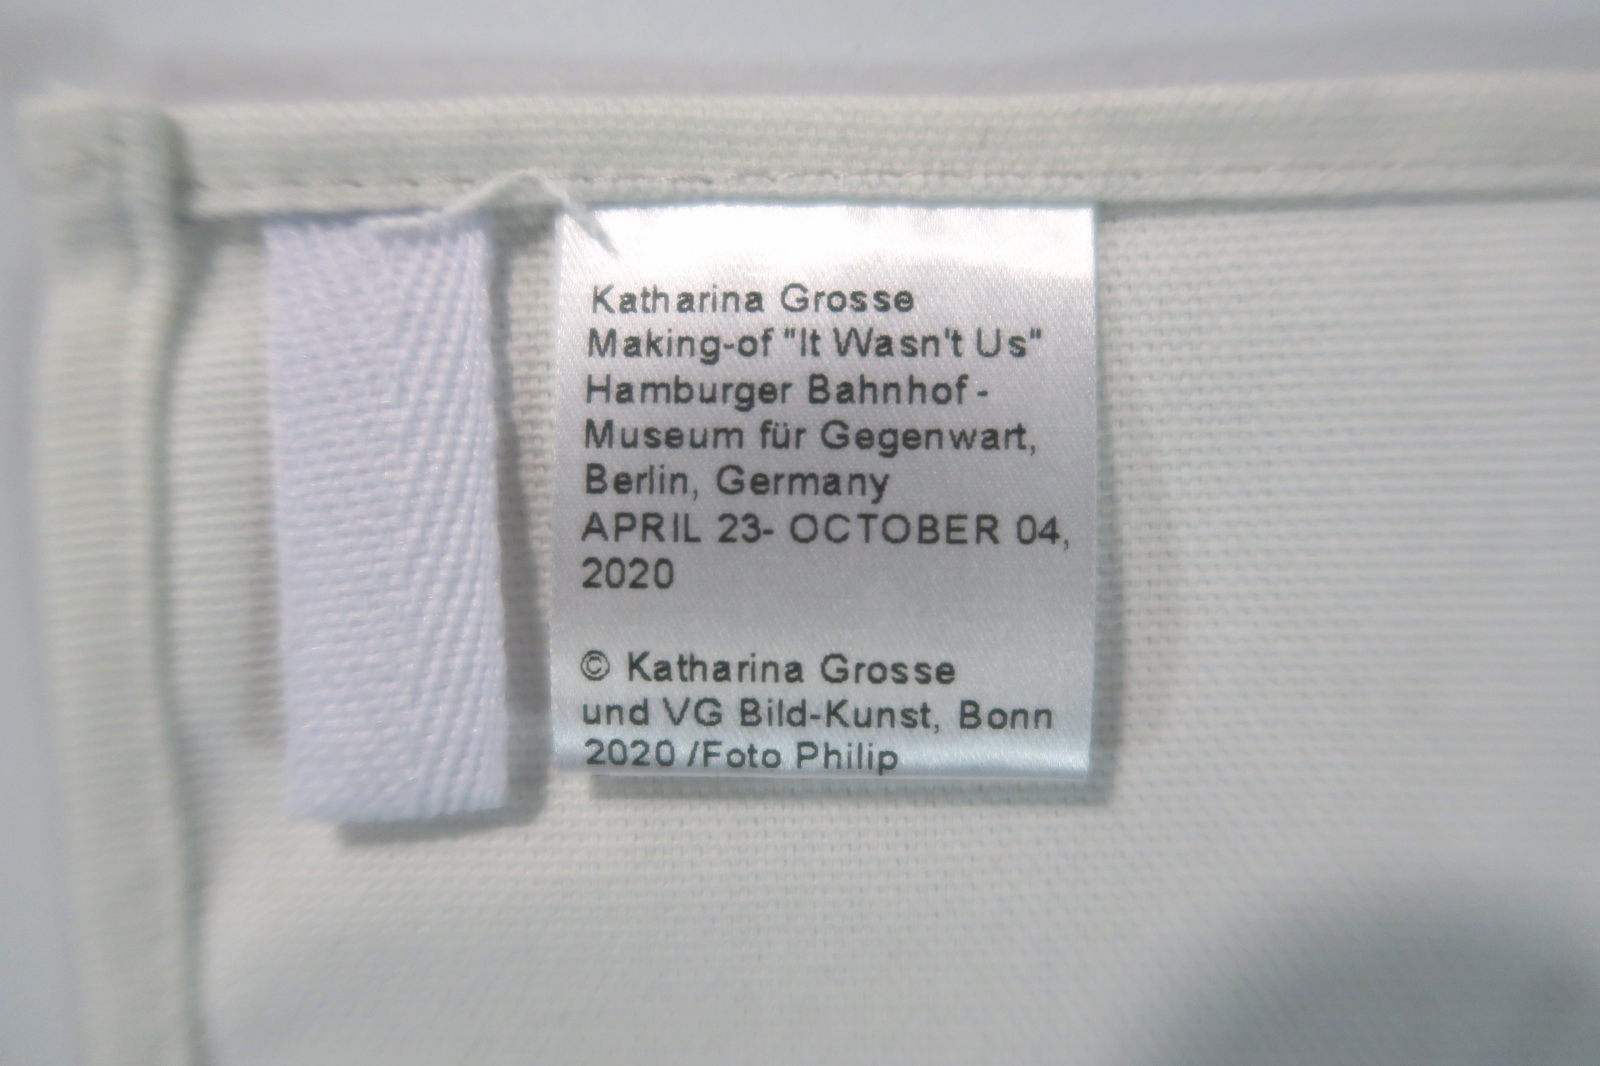 Katharina Grosse
Making-of "It Wasn't Us"
Hamburger Bahnhof -
Museum für Gegenwart,
Berlin, Germany
APRIL 23- OCTOBER 04,
2020
© Katharina Grosse
und VG Bild-Kunst, Bonn
2020 /Foto Philip